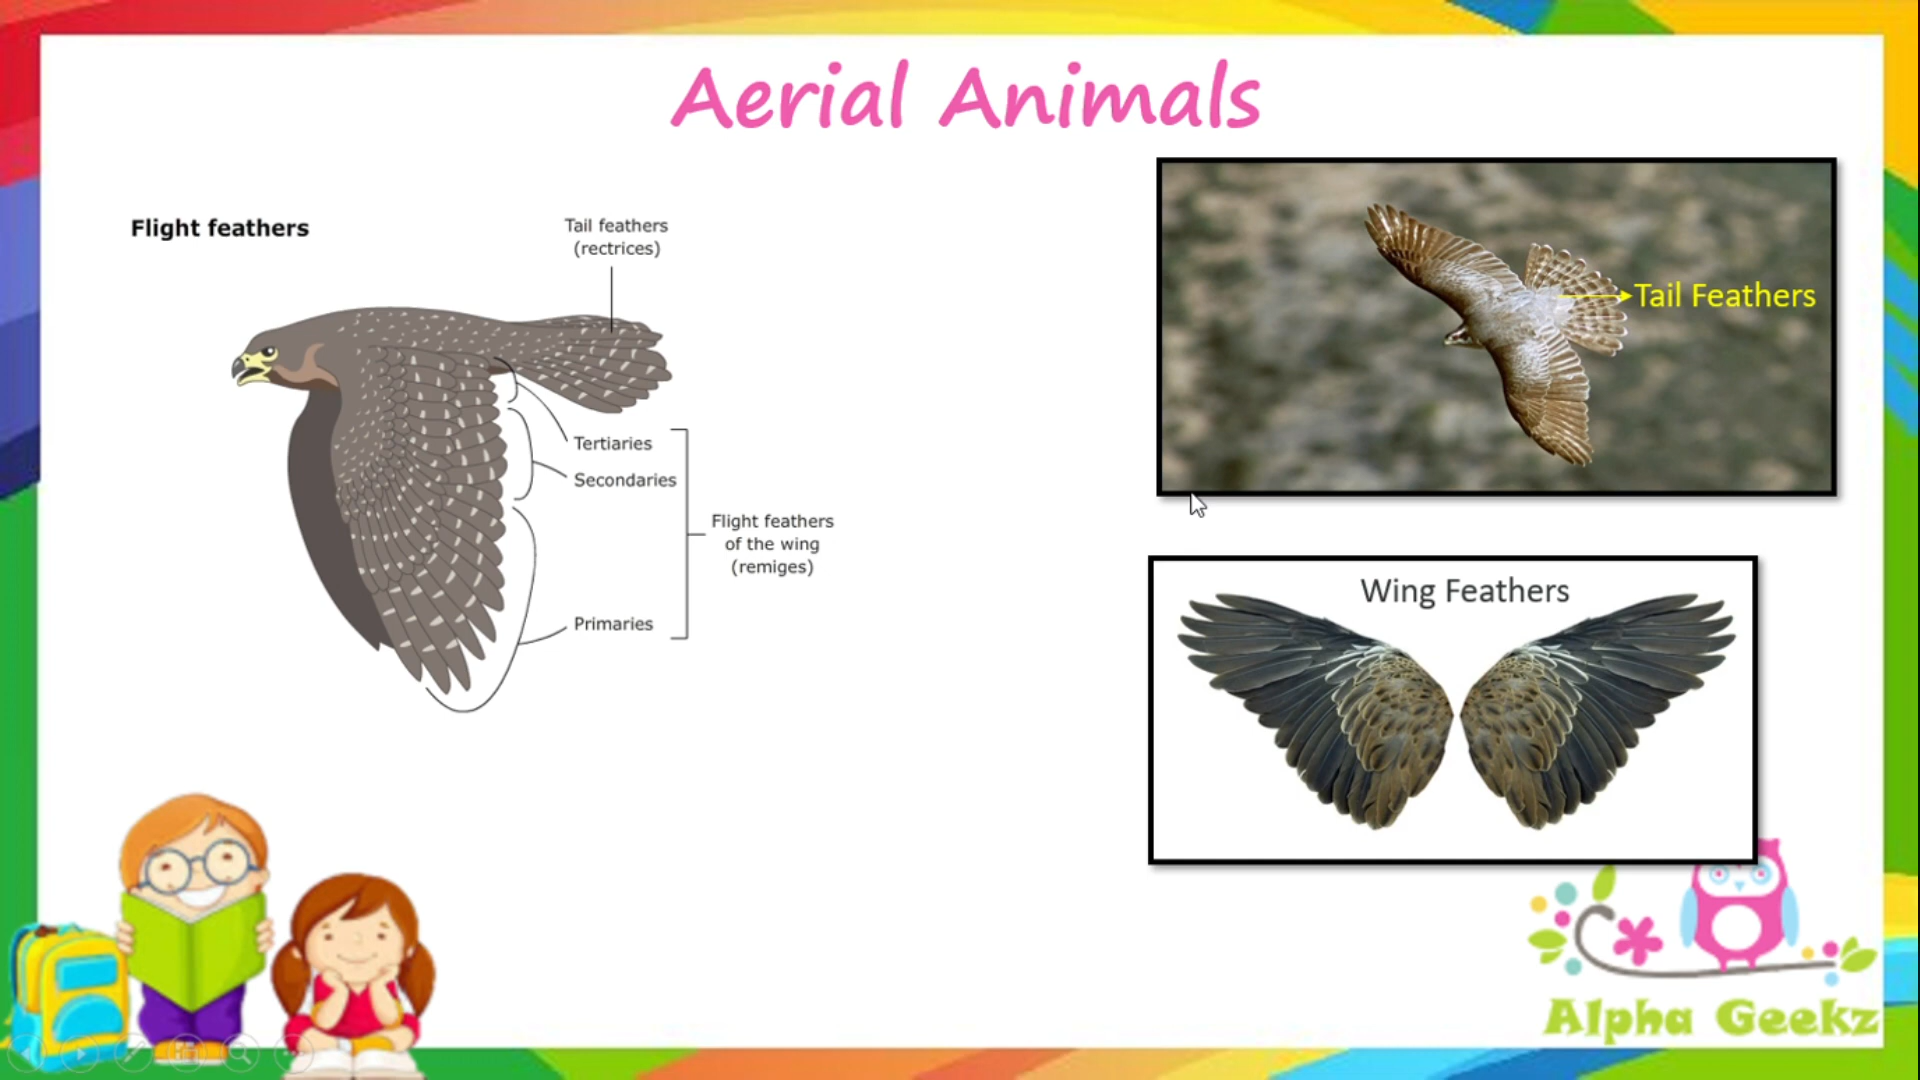 Aerial Animals
Flight feathers
Tail feathers
(rectrices)
Tertiaries
Secondaries
Flight feathers
of the wing
(remiges)
Primaries
Tail Feathers
Wing Feathers
Alpha Geekz